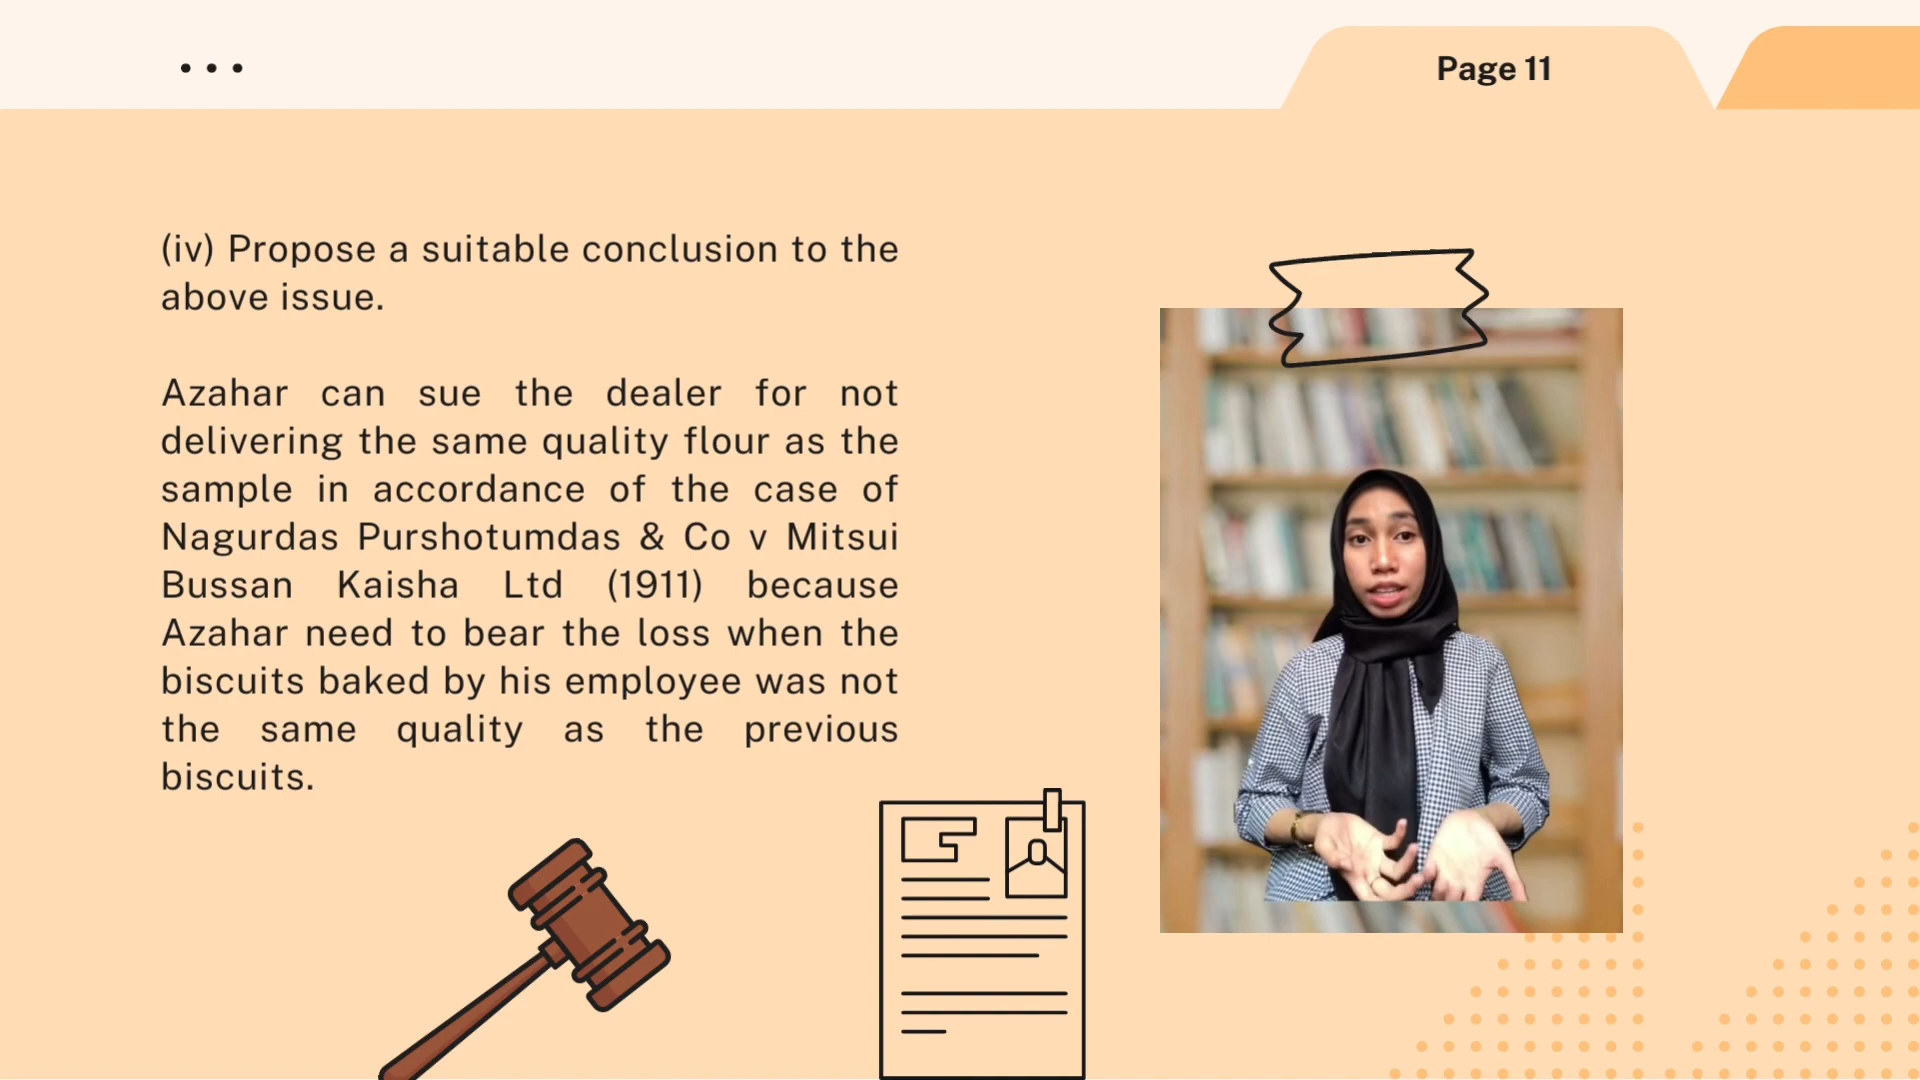 Page 11
(iv) Propose a suitable conclusion to the
above issue.
Azahar can sue the dealer for not
delivering the same quality flour as the
sample in accordance of the case of
Nagurdas Purshotumdas & Co v Mitsui
Bussan Kaisha Ltd (1911) because
Azahar need to bear the loss when the
biscuits baked by his employee was not
the same quality as the previous
biscuits.